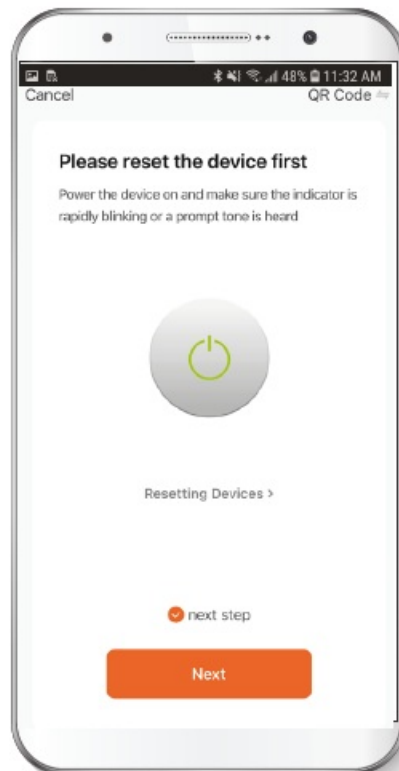 48% 11:32 AM
Cancel QR Code
Please reset the device first
Power the device on and make sure the indicator is
rapidly blinking or a prompt tone is heard
Resetting Devices >
next step
Next